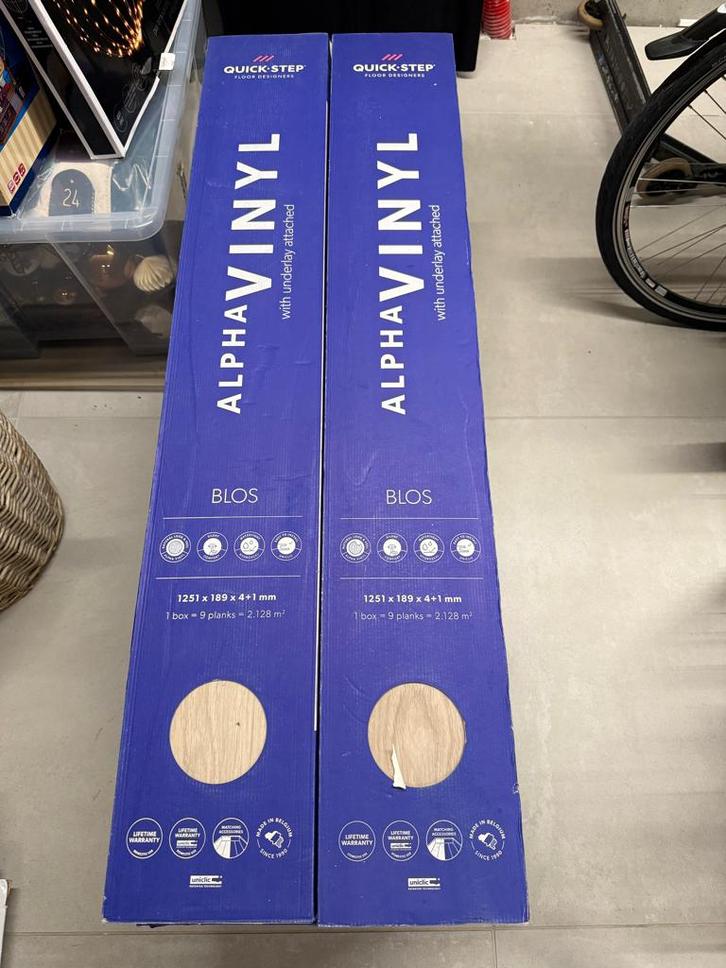 QUICK·STEP
FLOOR DESIGNERS
ALPHAVINYL
with underlay attached
BLOS
1251 x 189 x 4+1 mm
1 box = 9 planks = 2.128 m²
LIFETIME
WARRANTY
LIFETIME
WARRANTY
MATCHING
ACCESSORIES
MADE IN BELGIUM
SINCE 1990
uniclic
QUICK·STEP
FLOOR DESIGNERS
ALPHAVINYL
with underlay attached
BLOS
1251 x 189 x 4+1 mm
1 box = 9 planks = 2.128 m²
LIFETIME
WARRANTY
LIFETIME
WARRANTY
MATCHING
ACCESSORIES
MADE IN BELGIUM
SINCE 1990
uniclic
24